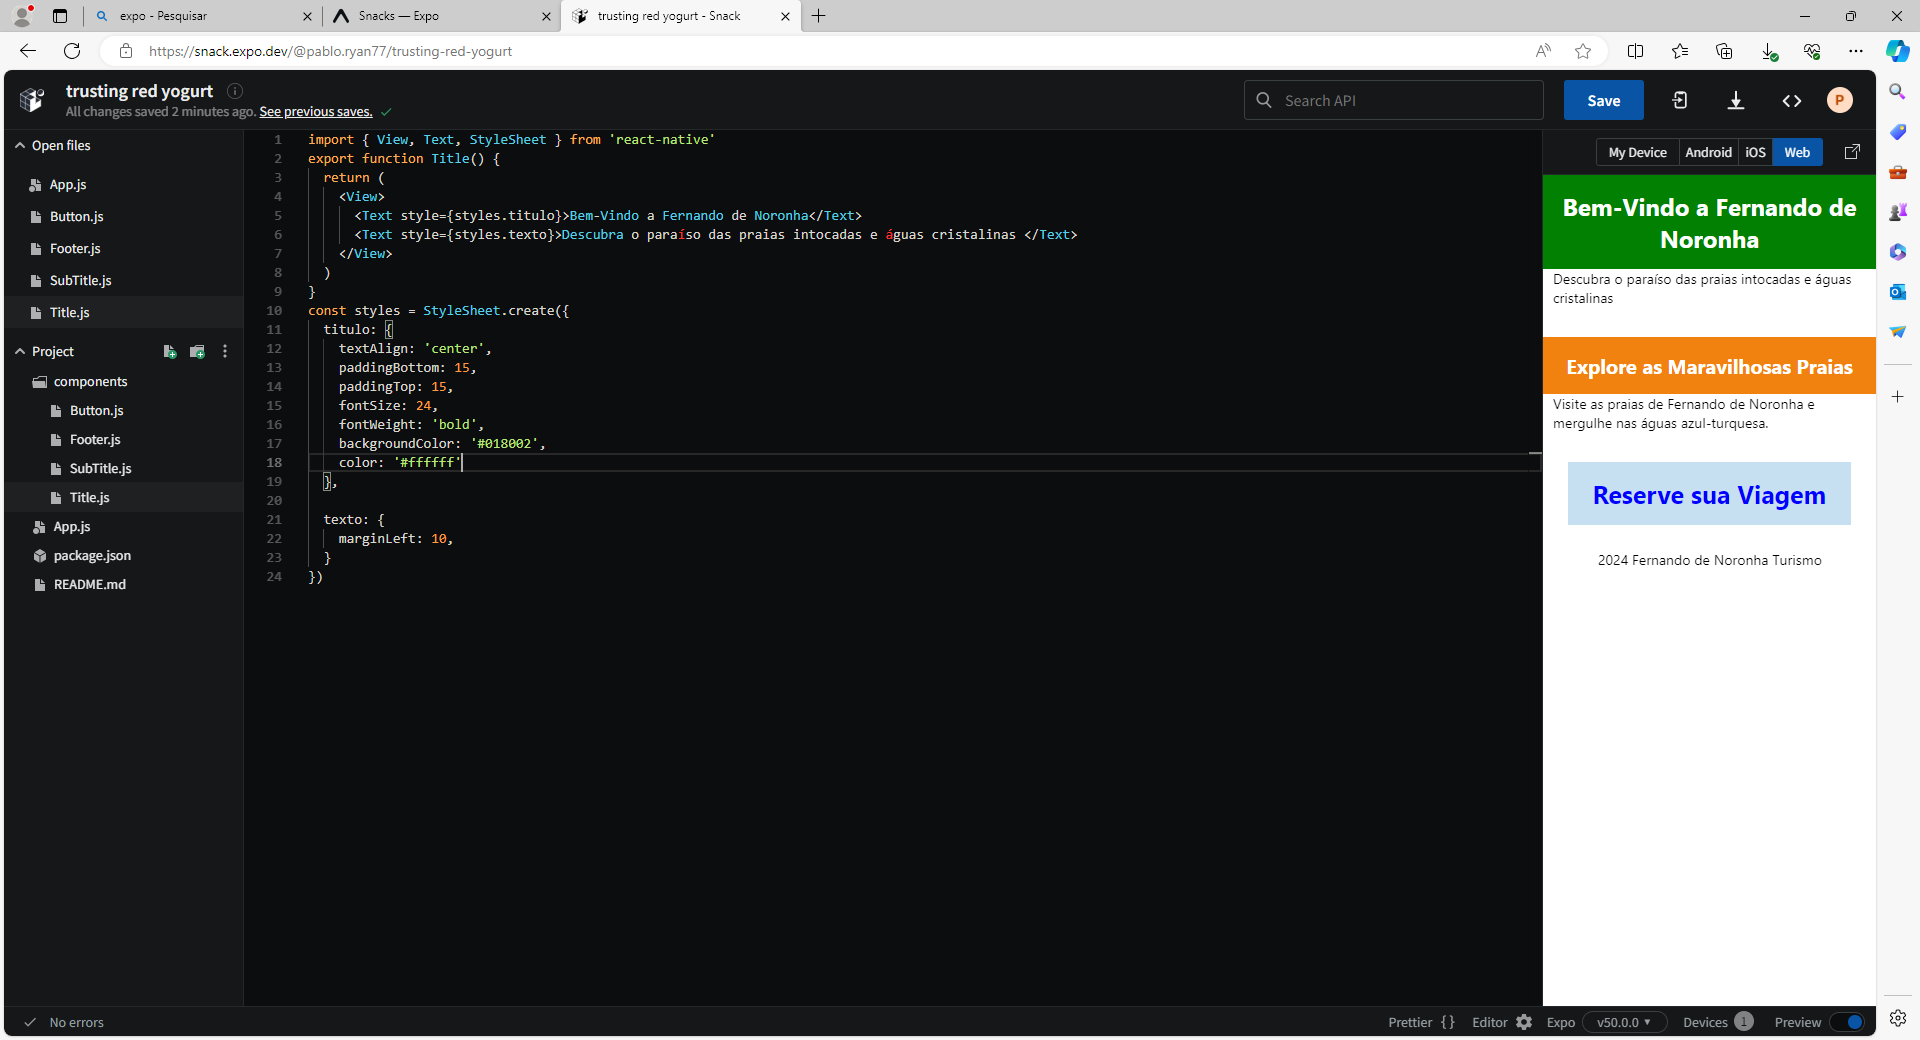 expo - Pesquisar
Snacks — Expo
trusting red yogurt - Snack
https://snack.expo.dev/@pablo.ryan77/trusting-red-yogurt
trusting red yogurt
All changes saved 2 minutes ago. See previous saves.
Search API
Save
P
Open files
App.js
Button.js
Footer.js
SubTitle.js
Title.js
Project
components
Button.js
Footer.js
SubTitle.js
Title.js
App.js
package.json
README.md
1 import { View, Text, StyleSheet } from 'react-native'
2 export function Title() {
3 return (
4 <View>
5 <Text style={styles.titulo}>Bem-Vindo a Fernando de Noronha</Text>
6 <Text style={styles.texto}>Descubra o paraíso das praias intocadas e águas cristalinas </Text>
7 </View>
8 )
9 }
10 const styles = StyleSheet.create({
11 titulo: {
12 textAlign: 'center',
13 paddingBottom: 15,
14 paddingTop: 15,
15 fontSize: 24,
16 fontWeight: 'bold',
17 backgroundColor: '#018002',
18 color: '#ffffff'
19 },
20
21 texto: {
22 marginLeft: 10,
23 }
24 })
My Device Android iOS Web
Bem-Vindo a Fernando de
Noronha
Descubra o paraíso das praias intocadas e águas
cristalinas
Explore as Maravilhosas Praias
Visite as praias de Fernando de Noronha e
mergulhe nas águas azul-turquesa.
Reserve sua Viagem
2024 Fernando de Noronha Turismo
No errors
Prettier {} Editor Expo v50.0.0 Devices 1 Preview